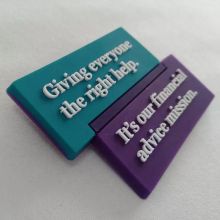 Giving everyone
the right help.
It's our financial
advice mission.